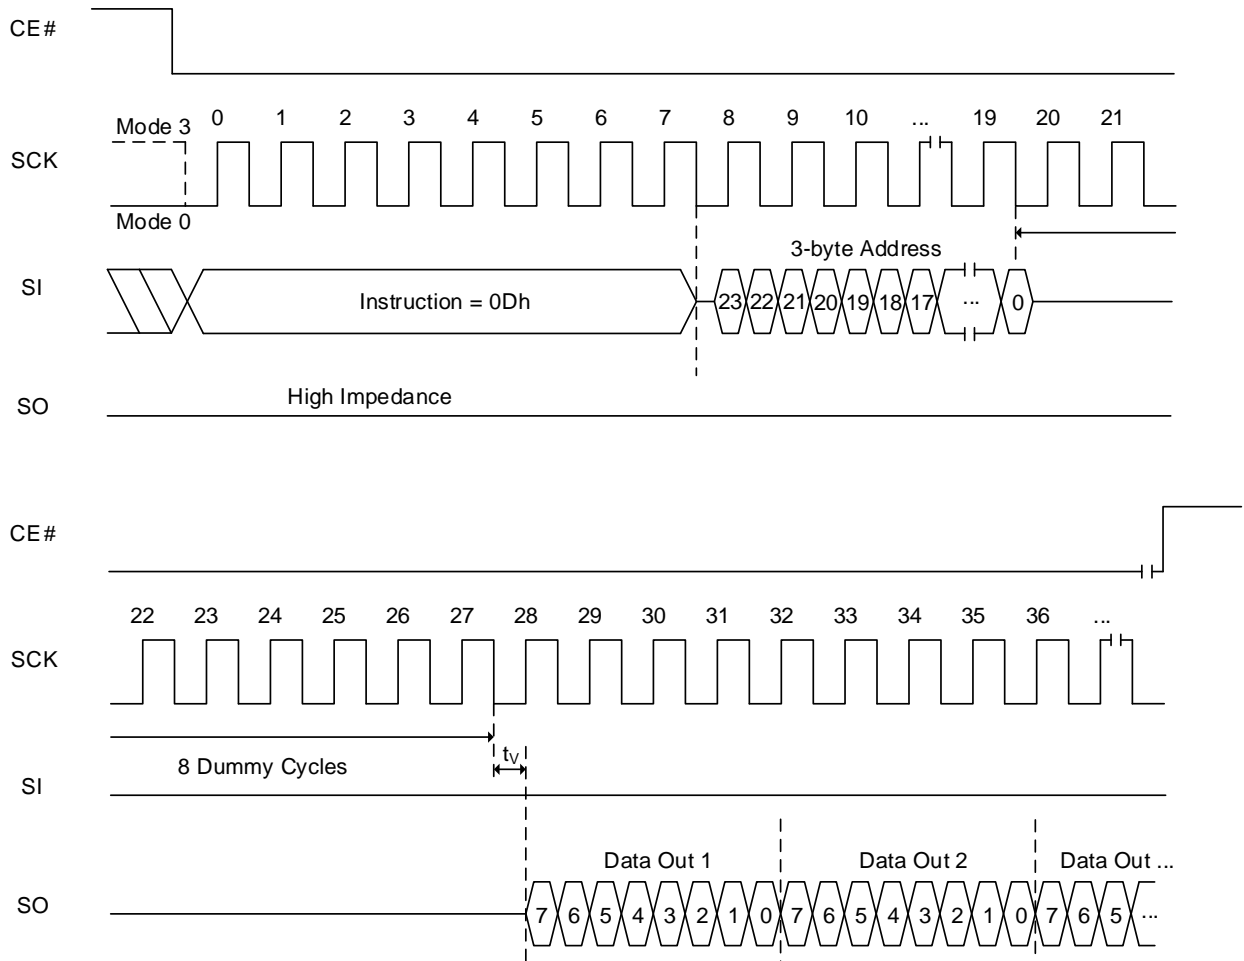 CE#
Mode 3
0 1 2 3 4 5 6 7 8 9 10 ... 19 20 21
SCK
Mode 0
3-byte Address
SI
Instruction = 0Dh
23 22 21 20 19 18 17 ... 0
High Impedance
SO
CE#
22 23 24 25 26 27 28 29 30 31 32 33 34 35 36 ...
SCK
8 Dummy Cycles
tV
SI
Data Out 1 Data Out 2 Data Out ...
SO
7 6 5 4 3 2 1 0 7 6 5 4 3 2 1 0 7 6 5 ...